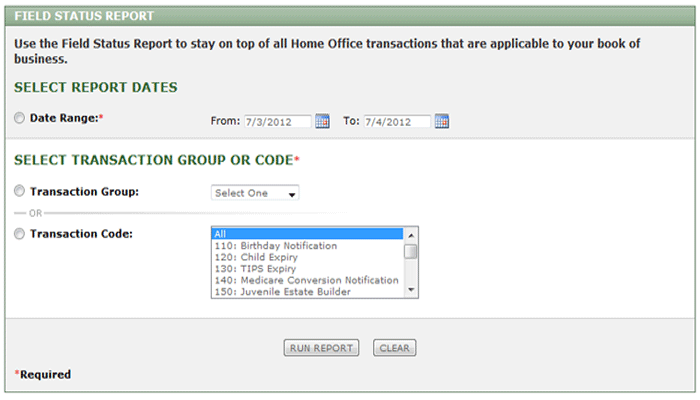 FIELD STATUS REPORT
Use the Field Status Report to stay on top of all Home Office transactions that are applicable to your book of
business.
SELECT REPORT DATES
Date Range:* From: 7/3/2012 To: 7/4/2012
SELECT TRANSACTION GROUP OR CODE*
Transaction Group: Select One
OR
Transaction Code: All
110: Birthday Notification
120: Child Expiry
130: TIPS Expiry
140: Medicare Conversion Notification
150: Juvenile Estate Builder
RUN REPORT CLEAR
*Required